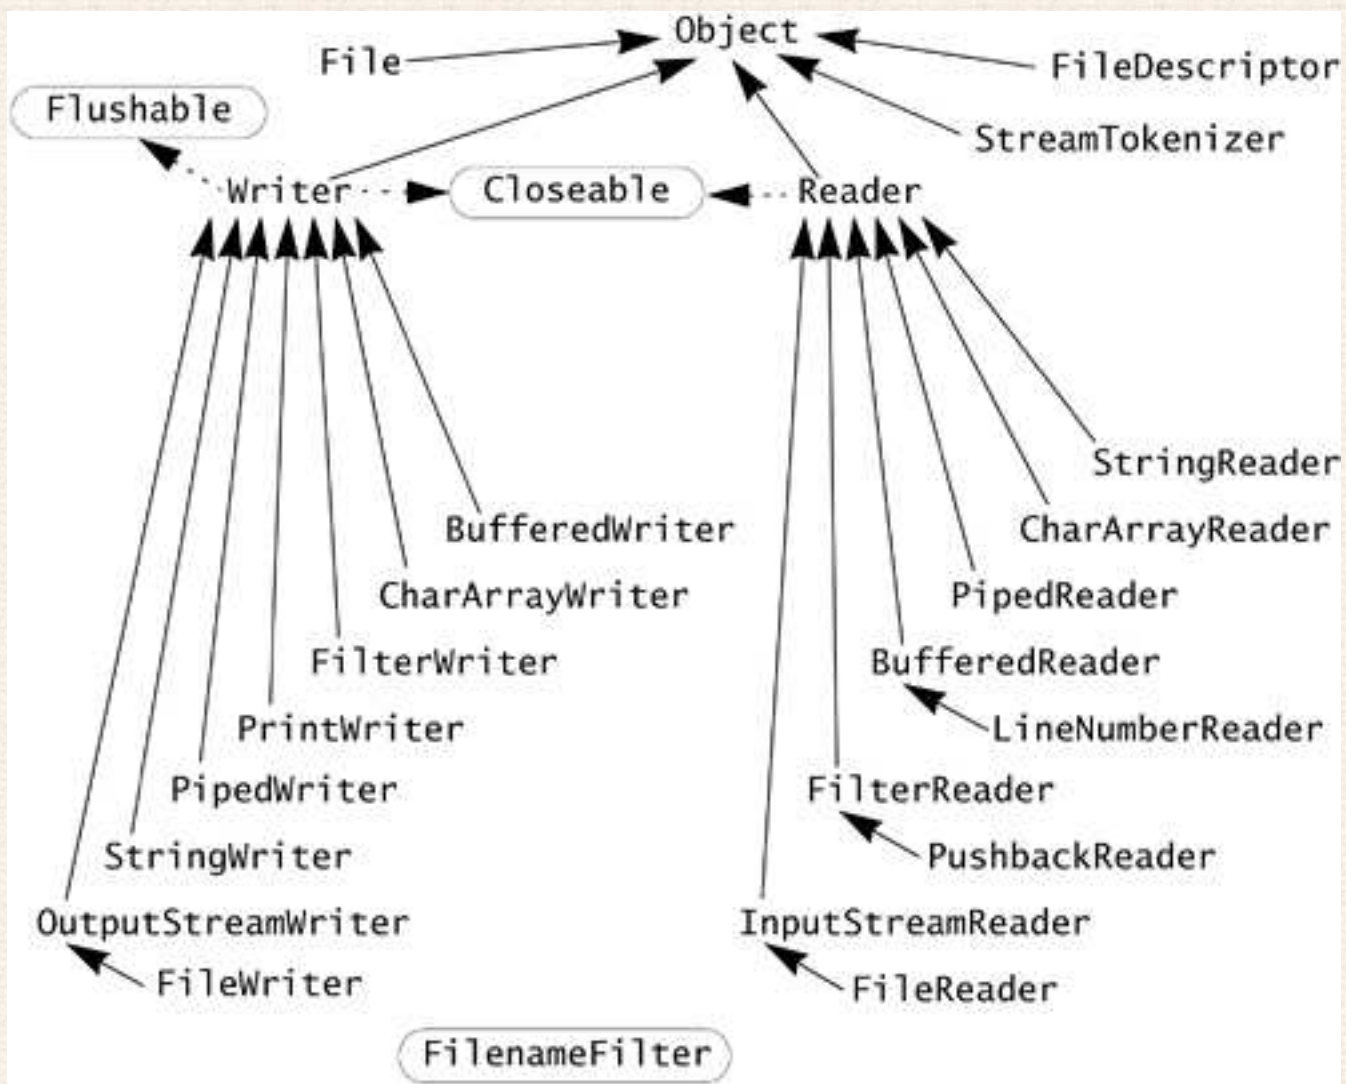 Object
File
FileDescriptor
Flushable
StreamTokenizer
Writer
Closeable
Reader
StringReader
BufferedWriter
CharArrayReader
CharArrayWriter
PipedReader
FilterWriter
BufferedReader
PrintWriter
LineNumberReader
PipedWriter
FilterReader
StringWriter
PushbackReader
OutputStreamWriter
InputStreamReader
FileWriter
FileReader
FilenameFilter